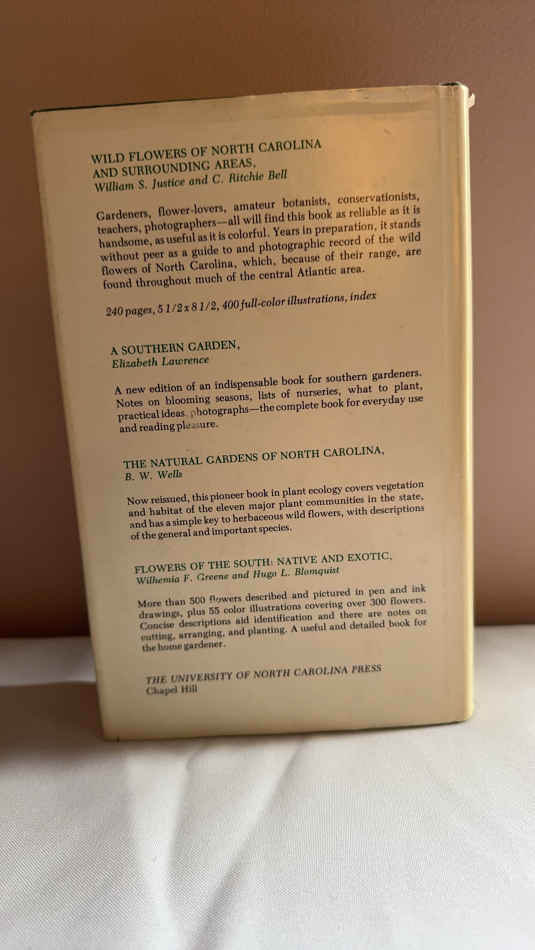 WILD FLOWERS OF NORTH CAROLINA
AND SURROUNDING AREAS,
William S. Justice and C. Ritchie Bell
Gardeners, flower-lovers, amateur botanists, conservationists,
teachers, photographers—all will find this book as reliable as it is
handsome, as useful as it is colorful. Years in preparation, it stands
without peer as a guide to and photographic record of the wild
flowers of North Carolina, which, because of their range, are
found throughout much of the central Atlantic area.
240 pages, 5 1/2 x 8 1/2, 400 full-color illustrations, index
A SOUTHERN GARDEN,
Elizabeth Lawrence
A new edition of an indispensable book for southern gardeners.
Notes on blooming seasons, lists of nurseries, what to plant,
practical ideas, photographs—the complete book for everyday use
and reading pleasure.
THE NATURAL GARDENS OF NORTH CAROLINA,
B. W. Wells
Now reissued, this pioneer book in plant ecology covers vegetation
and habitat of the eleven major plant communities in the state,
and has a simple key to herbaceous wild flowers, with descriptions
of the general and important species.
FLOWERS OF THE SOUTH: NATIVE AND EXOTIC,
Wilhemia F. Greene and Hugo L. Blomquist
More than 500 flowers described and pictured in pen and ink
drawings, plus 55 color illustrations covering over 300 flowers.
Concise descriptions aid identification and there are notes on
cutting, arranging, and planting. A useful and detailed book for
the home gardener.
THE UNIVERSITY OF NORTH CAROLINA PRESS
Chapel Hill